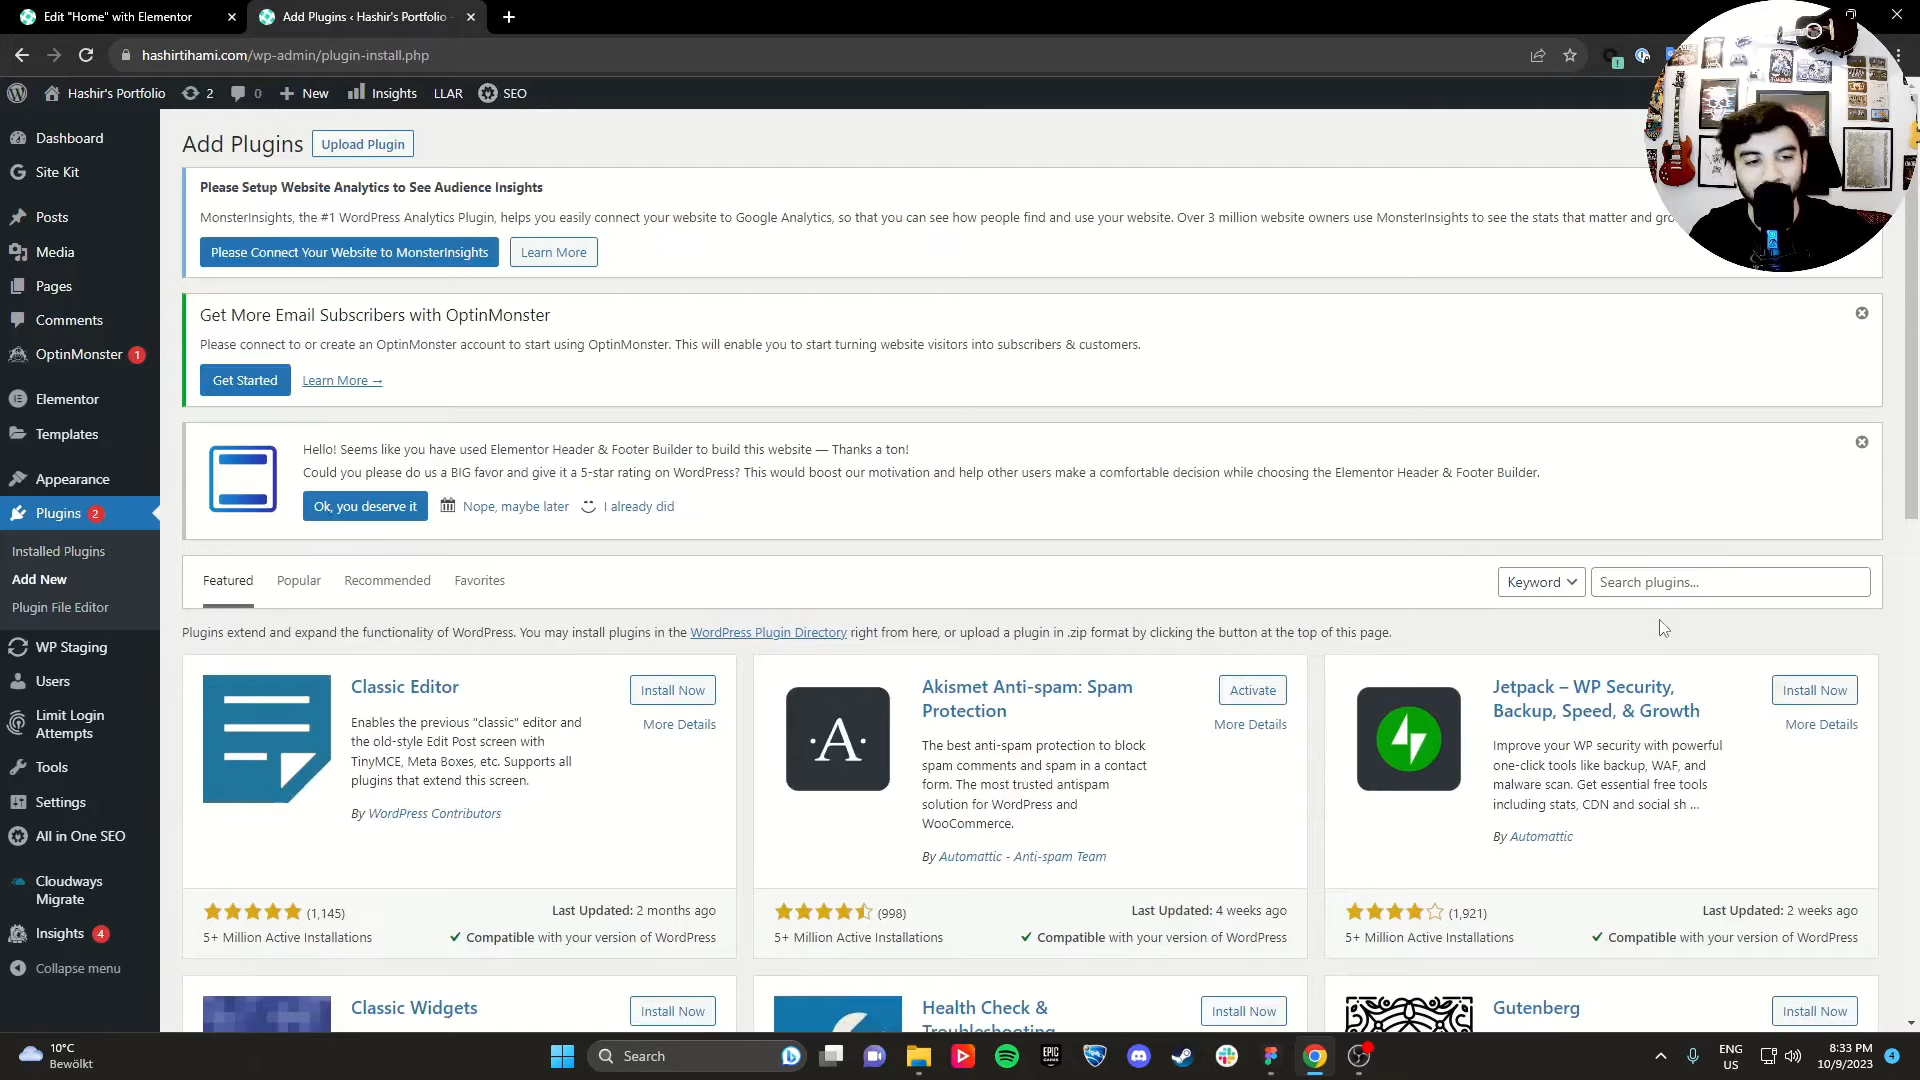 Edit "Home" with Elementor
Add Plugins ‹ Hashir's Portfolio -
hashirtihami.com/wp-admin/plugin-install.php
Hashir's Portfolio
2
0
New
Insights
LLAR
SEO
Dashboard
Site Kit
Posts
Media
Pages
Comments
OptinMonster 1
Elementor
Templates
Appearance
Plugins 2
Installed Plugins
Add New
Plugin File Editor
WP Staging
Users
Limit Login
Attempts
Tools
Settings
All in One SEO
Cloudways
Migrate
Insights 4
Collapse menu
Add Plugins
Upload Plugin
Please Setup Website Analytics to See Audience Insights
MonsterInsights, the #1 WordPress Analytics Plugin, helps you easily connect your website to Google Analytics, so that you can see how people find and use your website. Over 3 million website owners use MonsterInsights to see the stats that matter and
Please Connect Your Website to MonsterInsights
Learn More
Get More Email Subscribers with OptinMonster
Please connect to or create an OptinMonster account to start using OptinMonster. This will enable you to start turning website visitors into subscribers & customers.
Get Started
Learn More →
Hello! Seems like you have used Elementor Header & Footer Builder to build this website — Thanks a ton!
Could you please do us a BIG favor and give it a 5-star rating on WordPress? This would boost our motivation and help other users make a comfortable decision while choosing the Elementor Header & Footer Builder.
Ok, you deserve it
Nope, maybe later
I already did
Featured
Popular
Recommended
Favorites
Keyword
Search plugins...
Plugins extend and expand the functionality of WordPress. You may install plugins in the WordPress Plugin Directory right from here, or upload a plugin in .zip format by clicking the button at the top of this page.
Classic Editor
Install Now
More Details
Enables the previous "classic" editor and
the old-style Edit Post screen with
TinyMCE, Meta Boxes, etc. Supports all
plugins that extend this screen.
By WordPress Contributors
(1,145)
Last Updated: 2 months ago
5+ Million Active Installations
Compatible with your version of WordPress
Akismet Anti-spam: Spam
Protection
Activate
More Details
The best anti-spam protection to block
spam comments and spam in a contact
form. The most trusted antispam
solution for WordPress and
WooCommerce.
By Automattic - Anti-spam Team
(998)
Last Updated: 4 weeks ago
5+ Million Active Installations
Compatible with your version of WordPress
Jetpack – WP Security,
Backup, Speed, & Growth
Install Now
More Details
Improve your WP security with powerful
one-click tools like backup, WAF, and
malware scan. Get essential free tools
including stats, CDN and social sh ...
By Automattic
(1,921)
Last Updated: 2 weeks ago
5+ Million Active Installations
Compatible with your version of WordPress
Classic Widgets
Install Now
Health Check &
Troubleshooting
Install Now
Gutenberg
Install Now
10°C
Bewölkt
Search
EPIC
GAMES
ENG
US
8:33 PM
10/9/2023
4